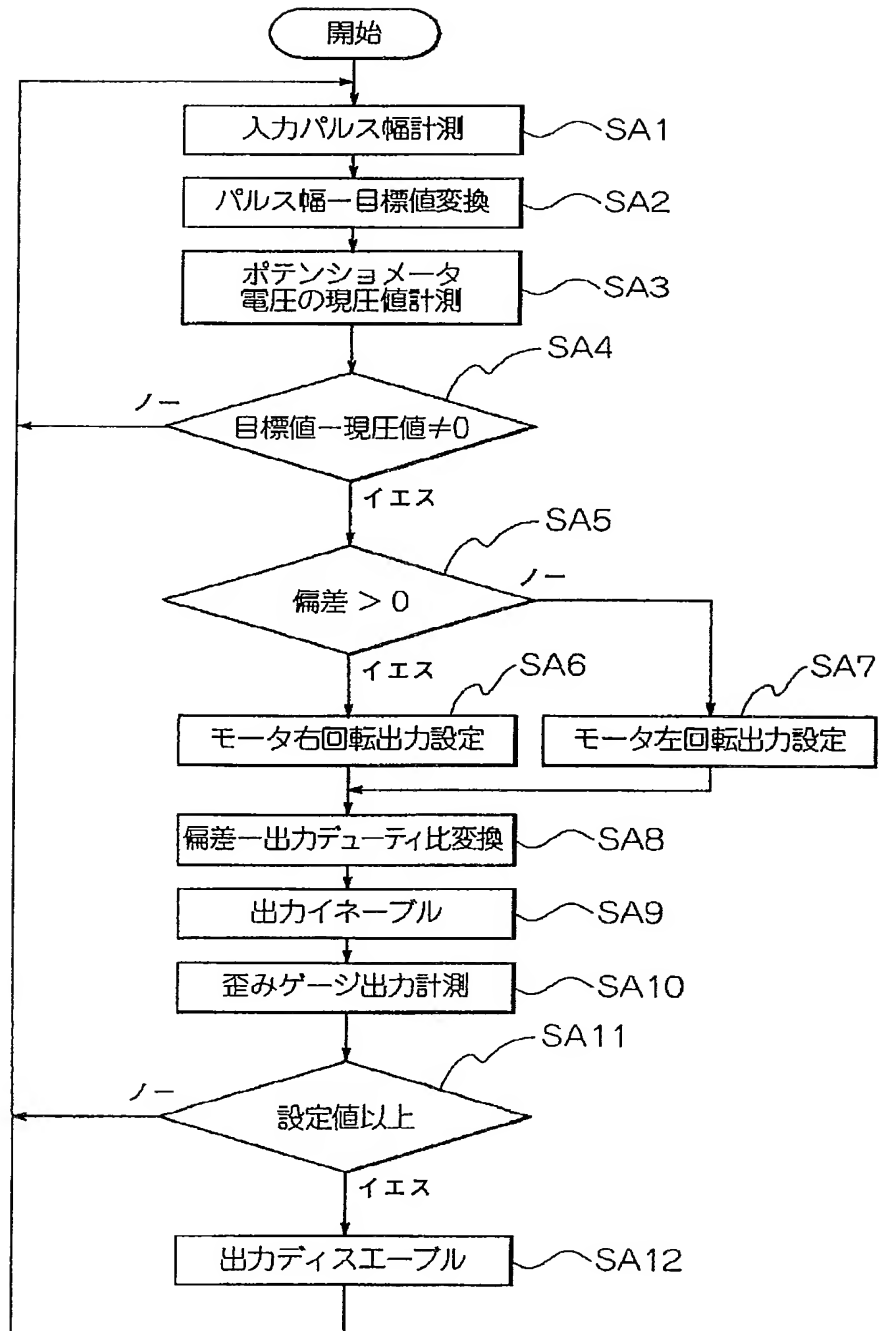 開始
入力パルス幅計測
SA1
パルス幅ー目標値変換
SA2
ポテンショメータ
電圧の現圧値計測
SA3
SA4
ノー
目標値ー現圧値≠0
イエス
SA5
ノー
偏差 > 0
イエス
SA6
SA7
モータ右回転出力設定
モータ左回転出力設定
偏差ー出力デューティ比変換
SA8
出力イネーブル
SA9
歪みゲージ出力計測
SA10
SA11
ノー
設定値以上
イエス
出力ディスエーブル
SA12